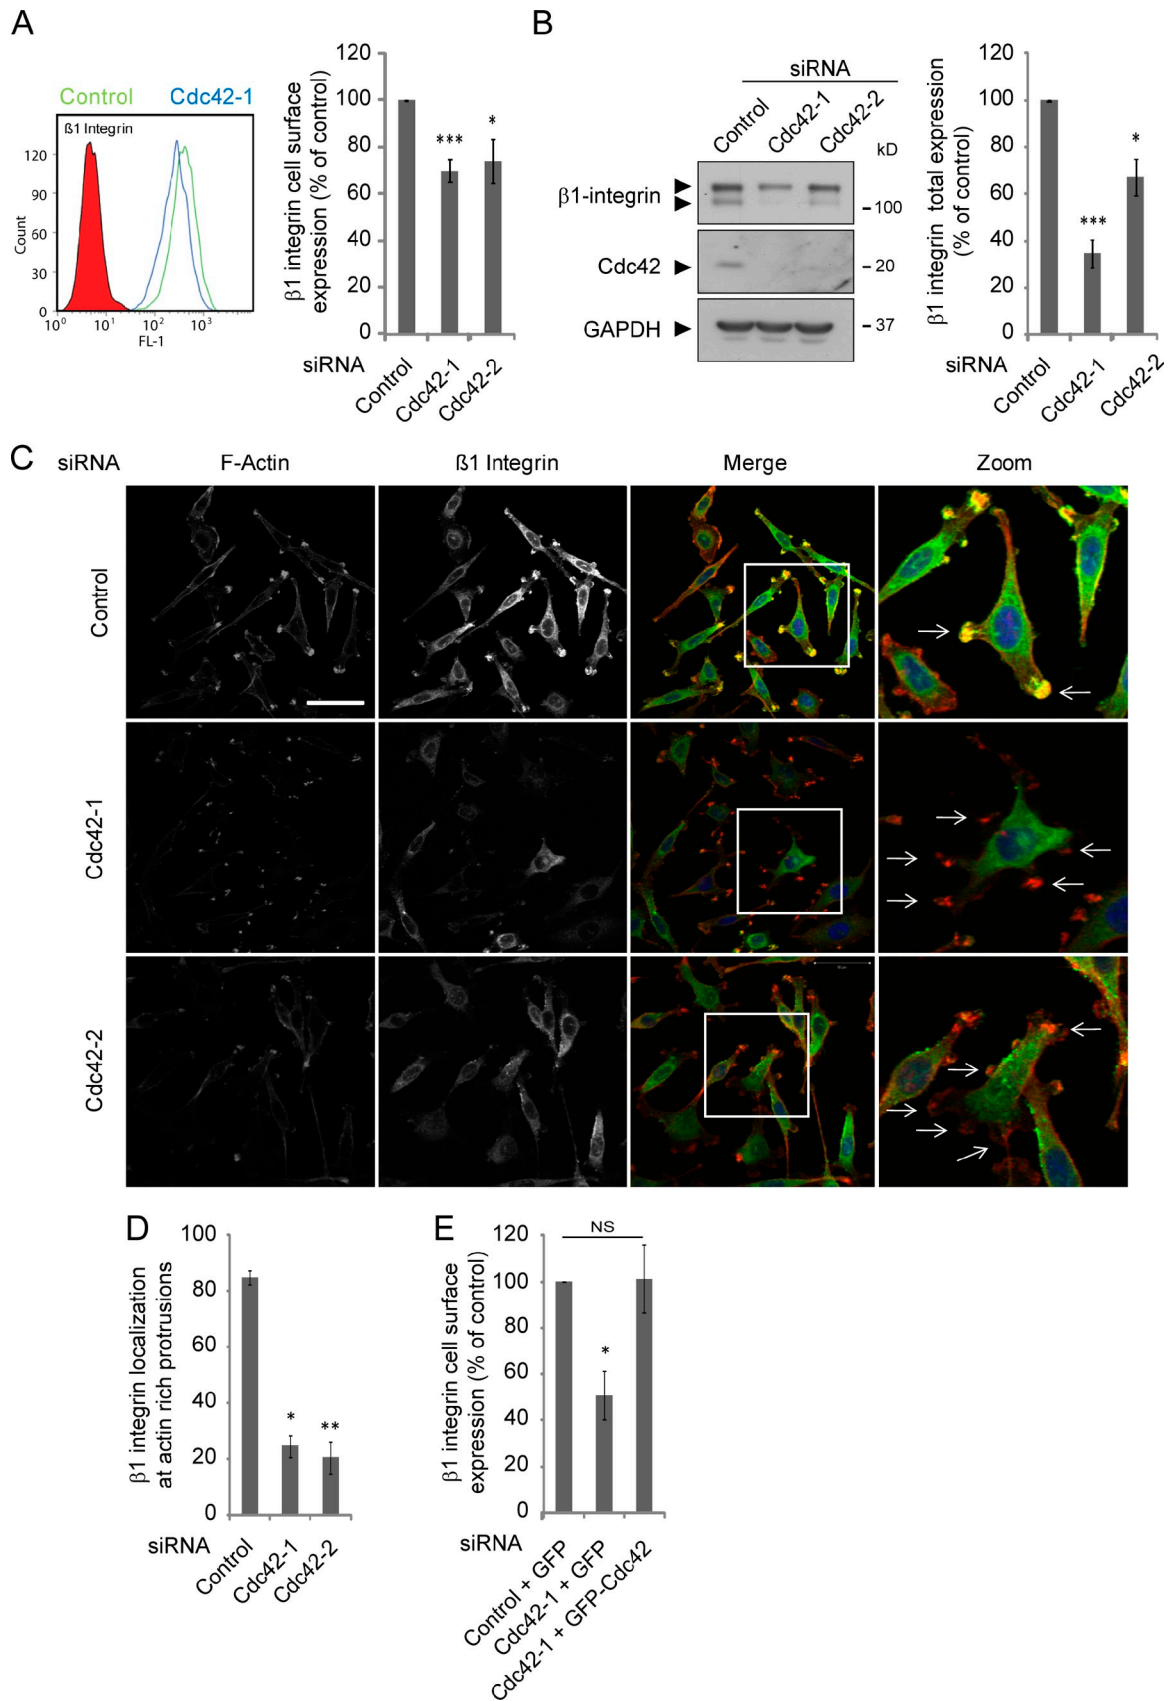 A
Control
Cdc42-1
ß1 Integrin
120
90
60
30
0
Count
10⁰
10¹
10²
10³
FL-1
β1 integrin cell surface
expression (% of control)
120
100
80
60
40
20
0
***
*
siRNA
Control
Cdc42-1
Cdc42-2
B
siRNA
Control
Cdc42-1
Cdc42-2
kD
β1-integrin
100
Cdc42
20
GAPDH
37
β1 integrin total expression
(% of control)
120
100
80
60
40
20
0
***
*
siRNA
Control
Cdc42-1
Cdc42-2
C
siRNA
F-Actin
ß1 Integrin
Merge
Zoom
Control
Cdc42-1
Cdc42-2
D
β1 integrin localization
at actin rich protrusions
100
80
60
40
20
0
*
**
siRNA
Control
Cdc42-1
Cdc42-2
E
β1 integrin cell surface
expression (% of control)
120
100
80
60
40
20
0
NS
*
siRNA
Control + GFP
Cdc42-1 + GFP
Cdc42-1 + GFP-Cdc42